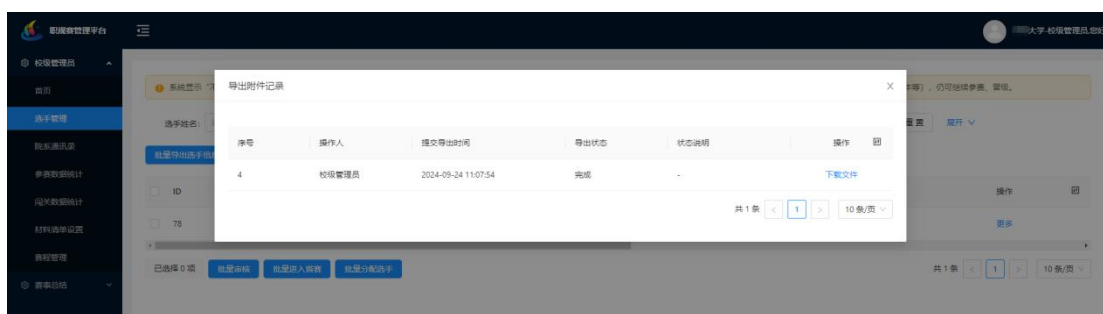 职规赛管理平台
大学-校级管理员,您好
校级管理员
首页
选手管理
院系通讯录
参赛数据统计
闯关数据统计
材料清单设置
赛程管理
赛事总结
系统显示 "不
等),仍可继续参赛、晋级。
选手姓名:
重置
展开
批量导出选手信息
ID
操作
78
更多
已选择 0 项
批量审核
批量进入赛
批量分配选手
共 1 条
1
10 条/页
导出附件记录
序号
操作人
提交导出时间
导出状态
状态说明
操作
4
校级管理员
2024-09-24 11:07:54
完成
-
下载文件
共 1 条
1
10 条/页